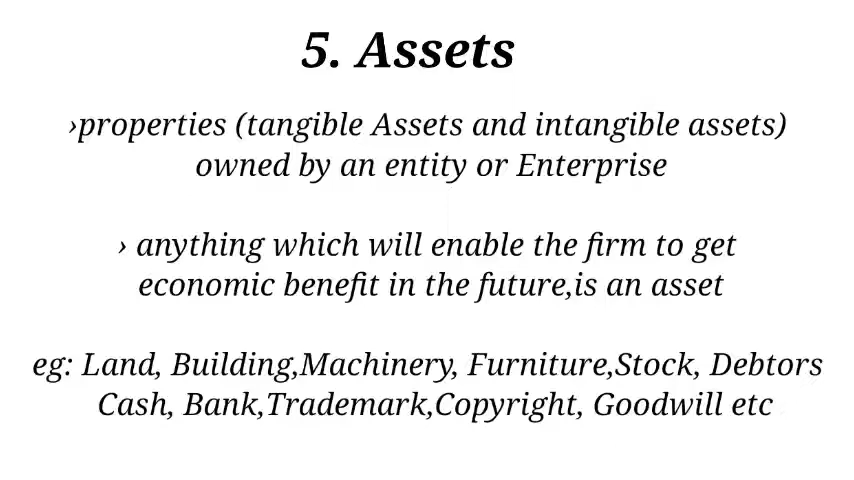 5. Assets
›properties (tangible Assets and intangible assets)
owned by an entity or Enterprise
› anything which will enable the firm to get
economic benefit in the future,is an asset
eg: Land, Building,Machinery, Furniture,Stock, Debtors
Cash, Bank,Trademark,Copyright, Goodwill etc